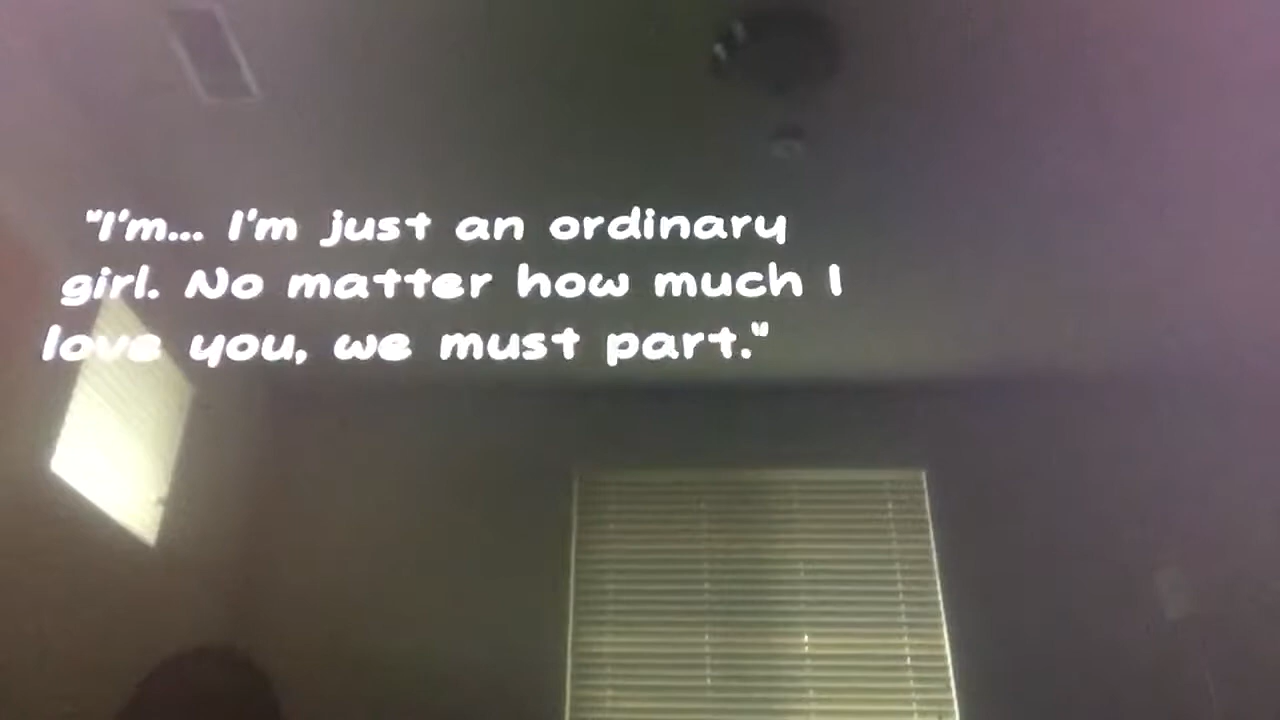 "I'm... I'm just an ordinary
girl. No matter how much I
love you, we must part."